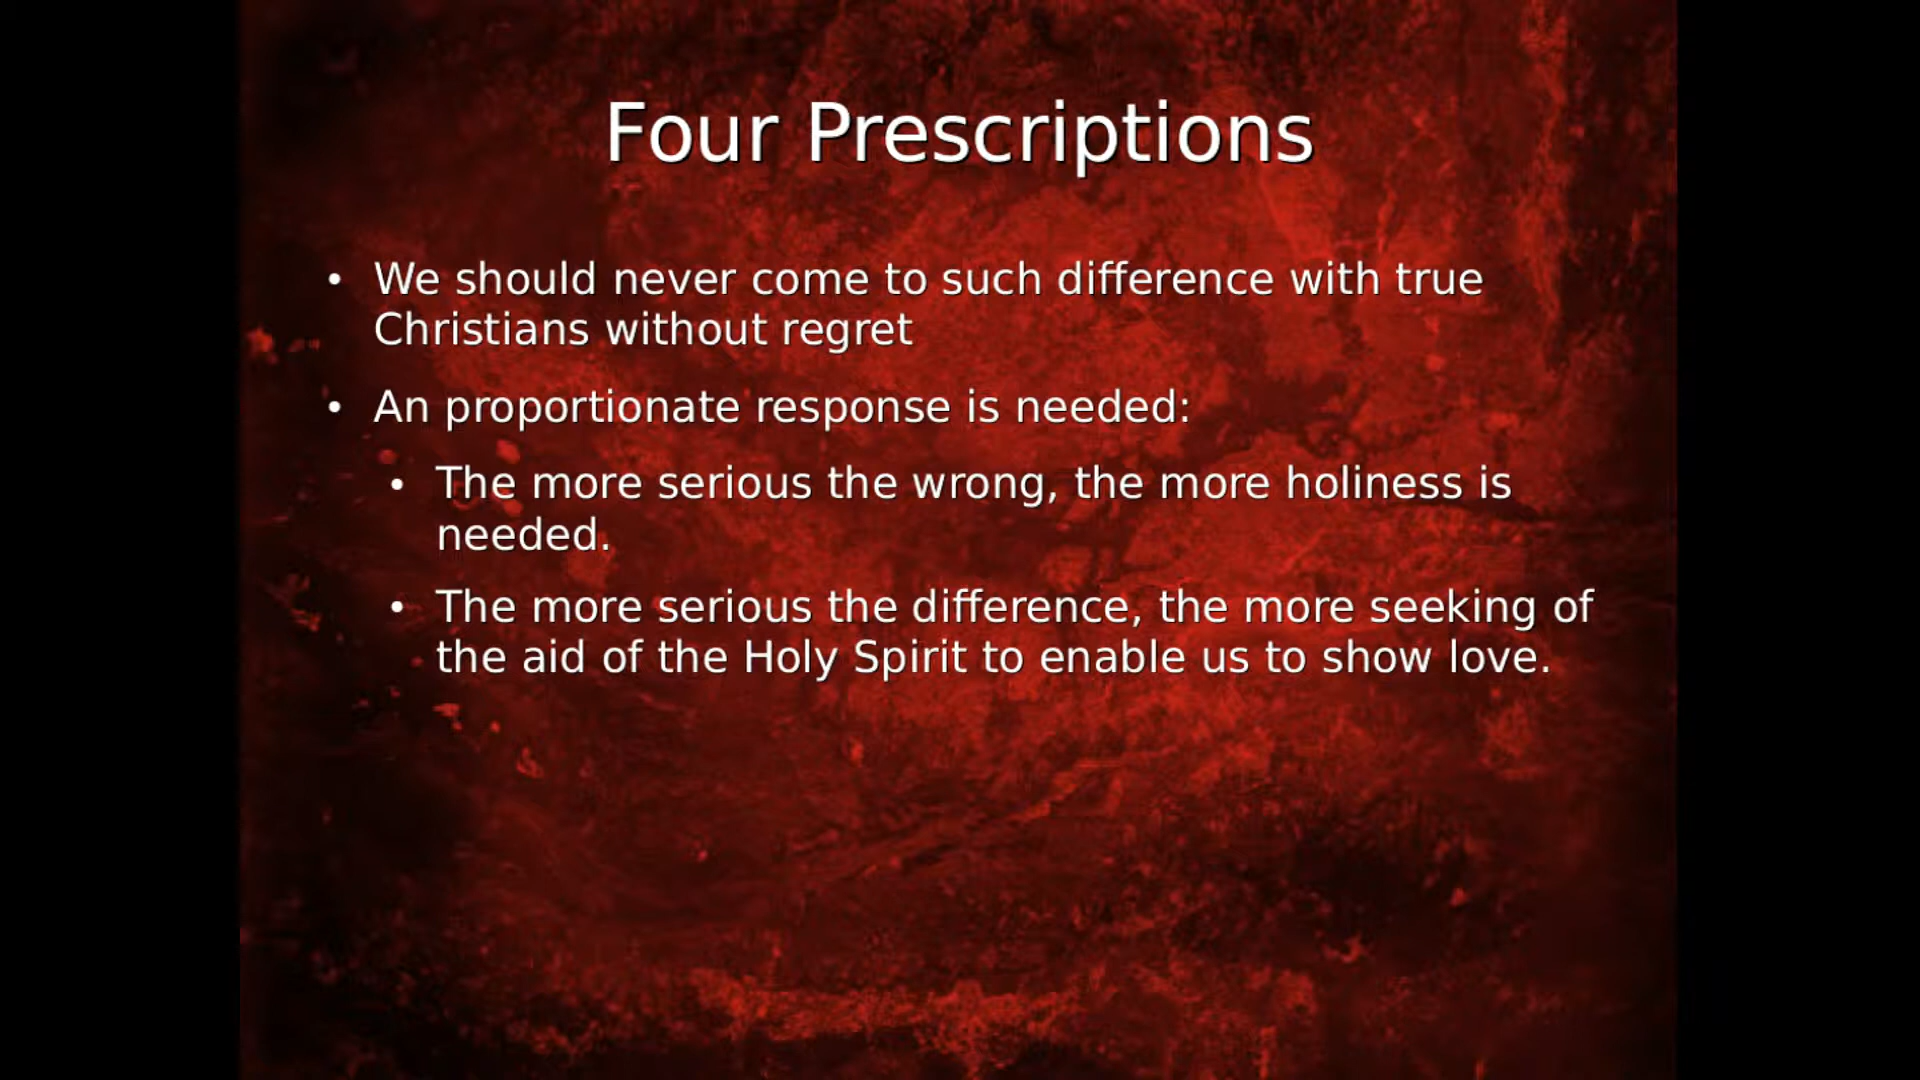 Four Prescriptions
• We should never come to such difference with true
Christians without regret
• An proportionate response is needed:
• The more serious the wrong, the more holiness is
needed.
• The more serious the difference, the more seeking of
the aid of the Holy Spirit to enable us to show love.